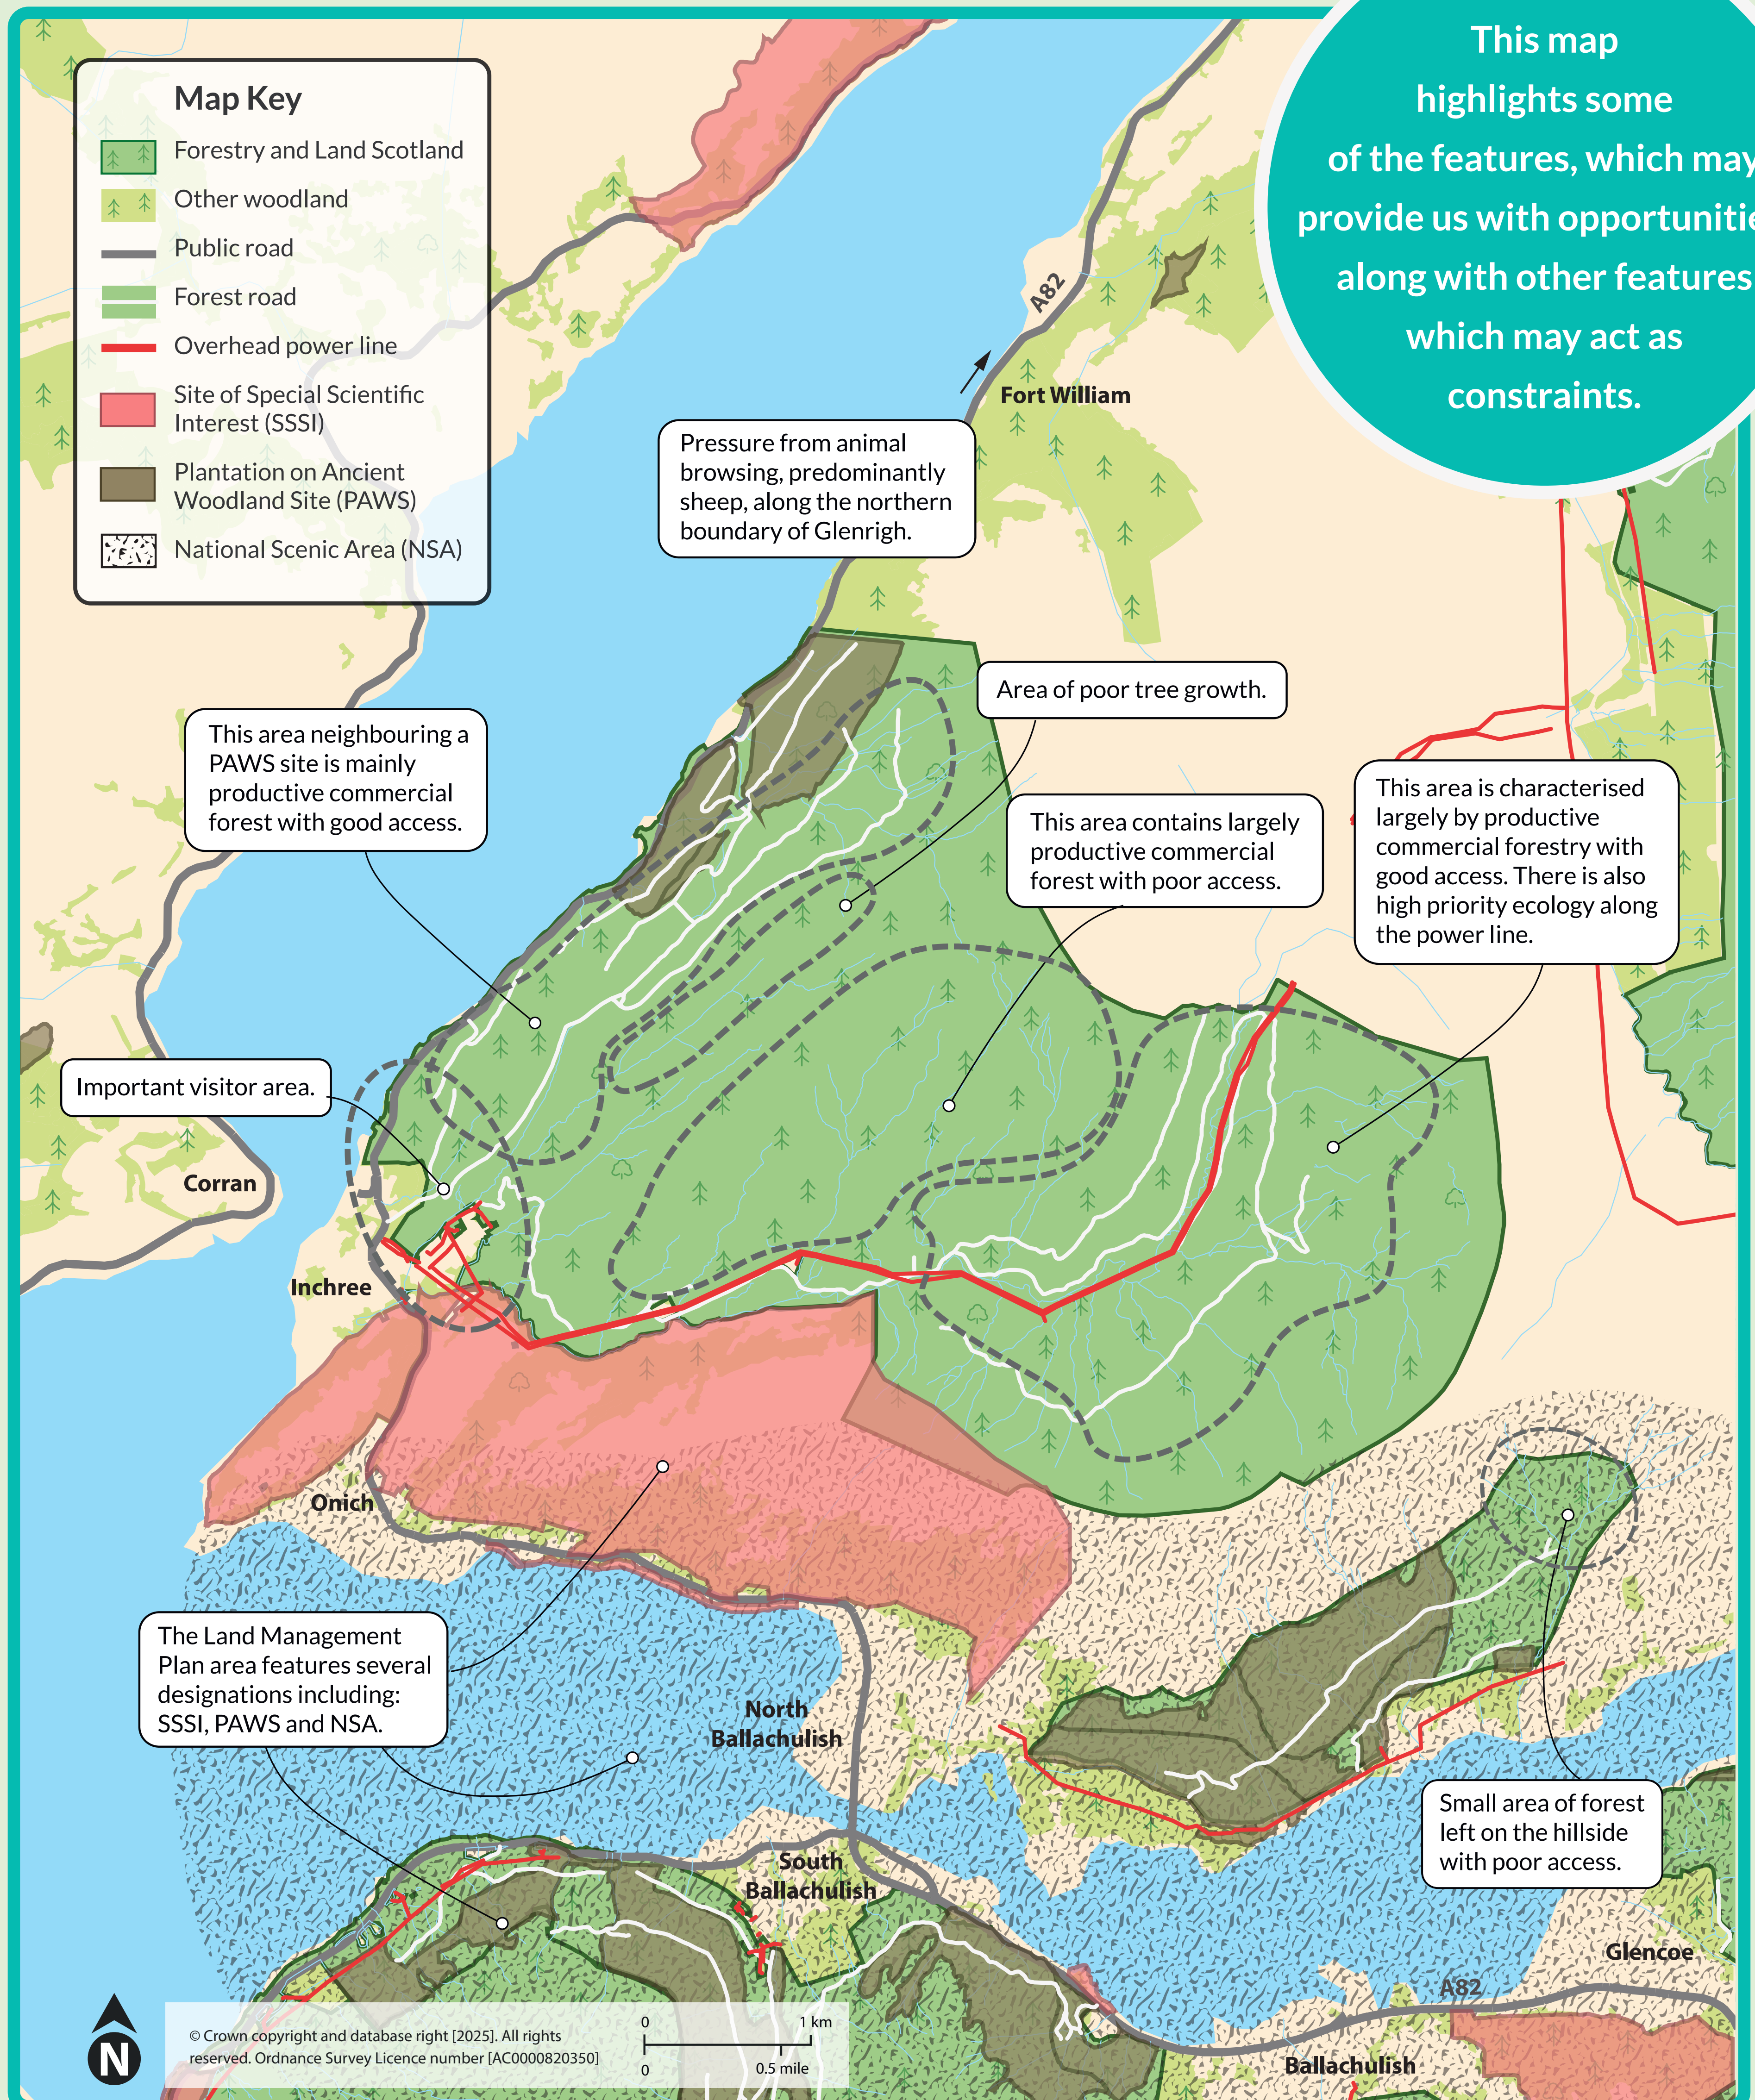 This map
highlights some
of the features, which may
provide us with opportunitie
along with other features
which may act as
constraints.
Map Key
Forestry and Land Scotland
Other woodland
Public road
Forest road
Overhead power line
Site of Special Scientific
Interest (SSSI)
Plantation on Ancient
Woodland Site (PAWS)
National Scenic Area (NSA)
A82
Fort William
Pressure from animal
browsing, predominantly
sheep, along the northern
boundary of Glenrigh.
Area of poor tree growth.
This area neighbouring a
PAWS site is mainly
productive commercial
forest with good access.
This area contains largely
productive commercial
forest with poor access.
This area is characterised
largely by productive
commercial forestry with
good access. There is also
high priority ecology along
the power line.
Important visitor area.
Corran
Inchree
Onich
The Land Management
Plan area features several
designations including:
SSSI, PAWS and NSA.
North
Ballachulish
South
Ballachulish
Small area of forest
left on the hillside
with poor access.
Glencoe
A82
Ballachulish
N
© Crown copyright and database right [2025]. All rights
reserved. Ordnance Survey Licence number [AC0000820350]
0 1 km
0 0.5 mile